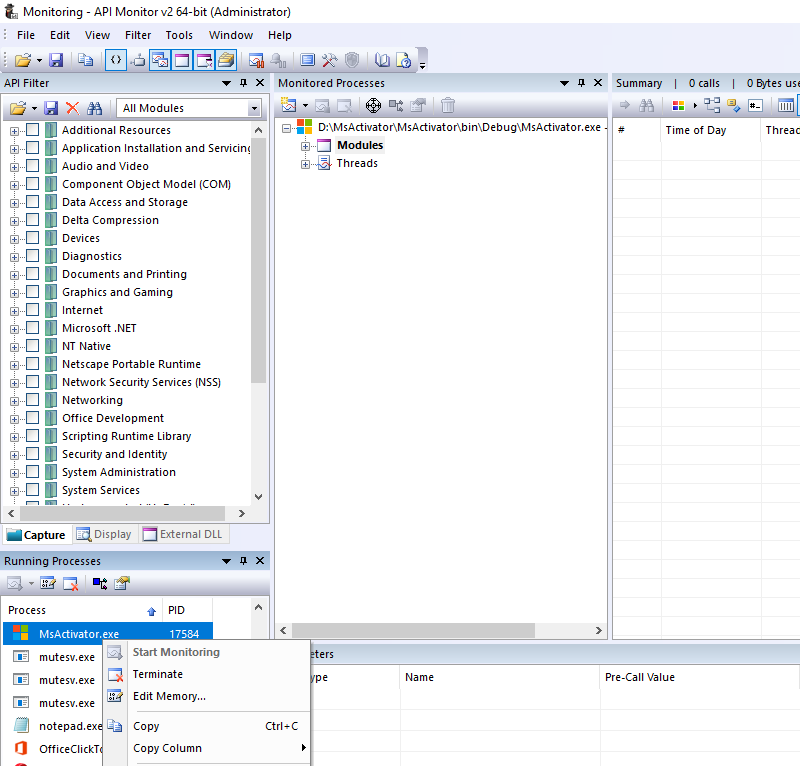 Monitoring - API Monitor v2 64-bit (Administrator)
File Edit View Filter Tools Window Help
API Filter
All Modules
Additional Resources
Application Installation and Servicing
Audio and Video
Component Object Model (COM)
Data Access and Storage
Delta Compression
Devices
Diagnostics
Documents and Printing
Graphics and Gaming
Internet
Microsoft .NET
NT Native
Netscape Portable Runtime
Network Security Services (NSS)
Networking
Office Development
Scripting Runtime Library
Security and Identity
System Administration
System Services
Capture Display External DLL
Monitored Processes
D:\MsActivator\MsActivator\bin\Debug\MsActivator.exe -
Modules
Threads
Summary | 0 calls | 0 Bytes use
# Time of Day Threac
Running Processes
Process PID
MsActivator.exe 17584
mutesv.exe
mutesv.exe
mutesv.exe
notepad.exe
OfficeClickTo
Start Monitoring
Terminate
Edit Memory...
Copy Ctrl+C
Copy Column
eters
ype Name Pre-Call Value